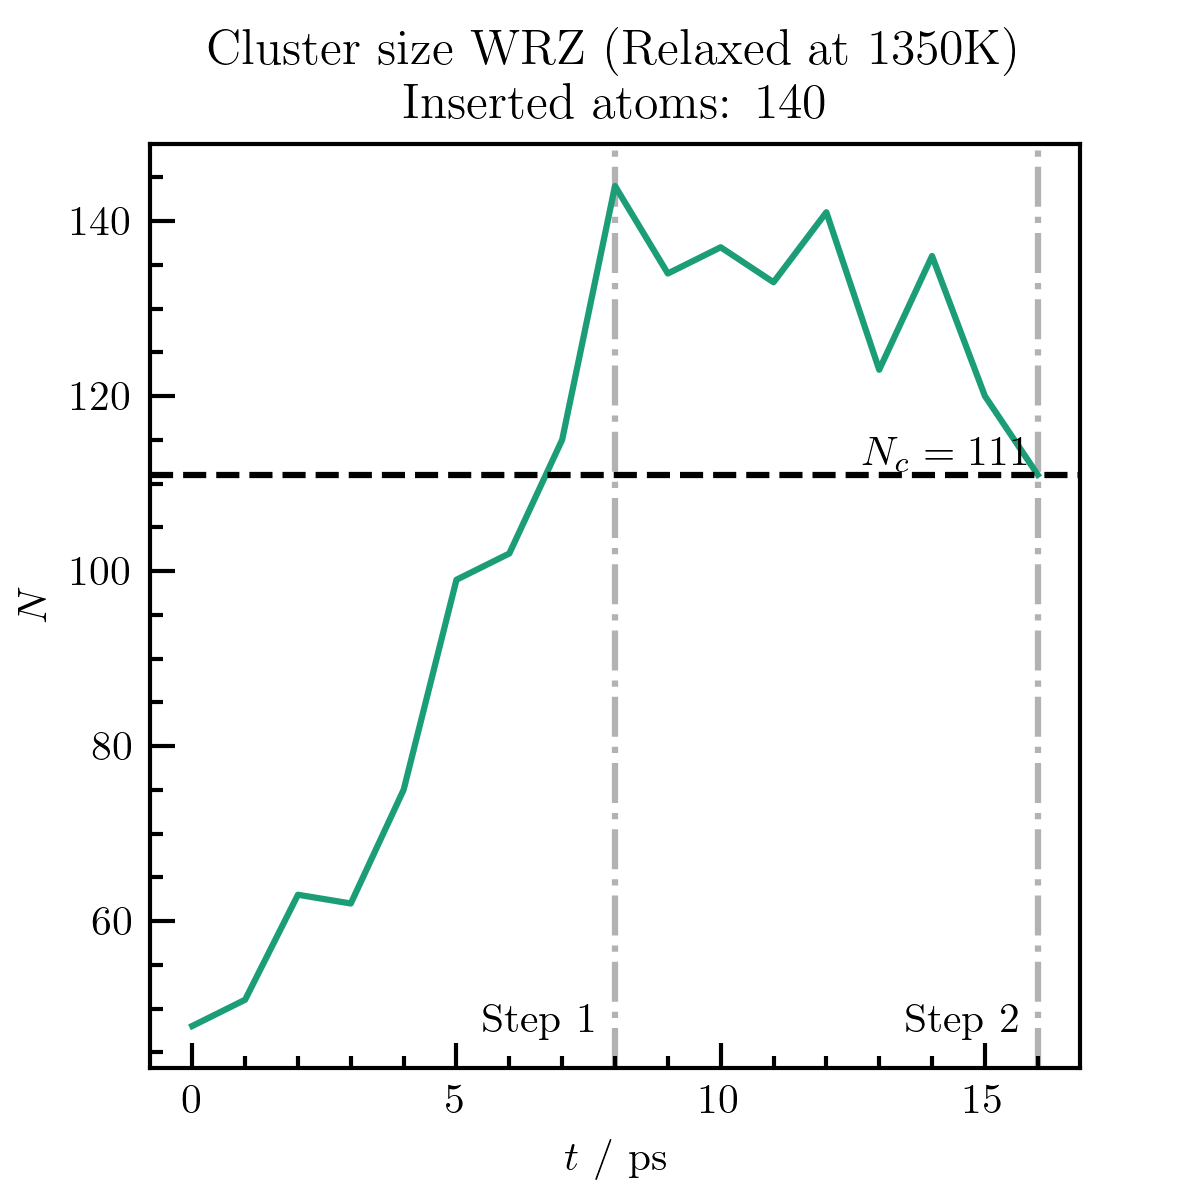 Cluster size WRZ (Relaxed at 1350K)
Inserted atoms: 140
140
120
100
80
60
N
N_c = 111
Step 1
Step 2
0 5 10 15
t / ps